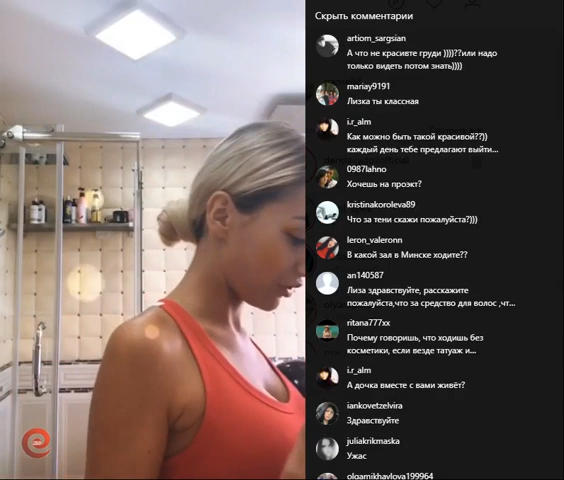 Скрыть комментарии
artiom_sargsian
А что не красивте груди ))))??или надо
только видеть потом знать))))
mariay9191
Лизка ты классная
i.r_alm
Как можно быть такой красивой??))
каждый день тебе предлагают выйти...
0987lahno
Хочешь на проэкт?
kristinakoroleva89
Что за тени скажи пожалуйста?)))
leron_valeronn
В какой зал в Минске ходите??
an140587
Лиза здравствуйте, расскажите
пожалуйста,что за средство для волос ,чт...
ritana777xx
Почему говоришь, что ходишь без
косметики, если везде татуаж и...
i.r_alm
А дочка вместе с вами живёт?
iankovetzelvira
Здравствуйте
juliakrikmaska
Ужас
olgamikhaylova199964